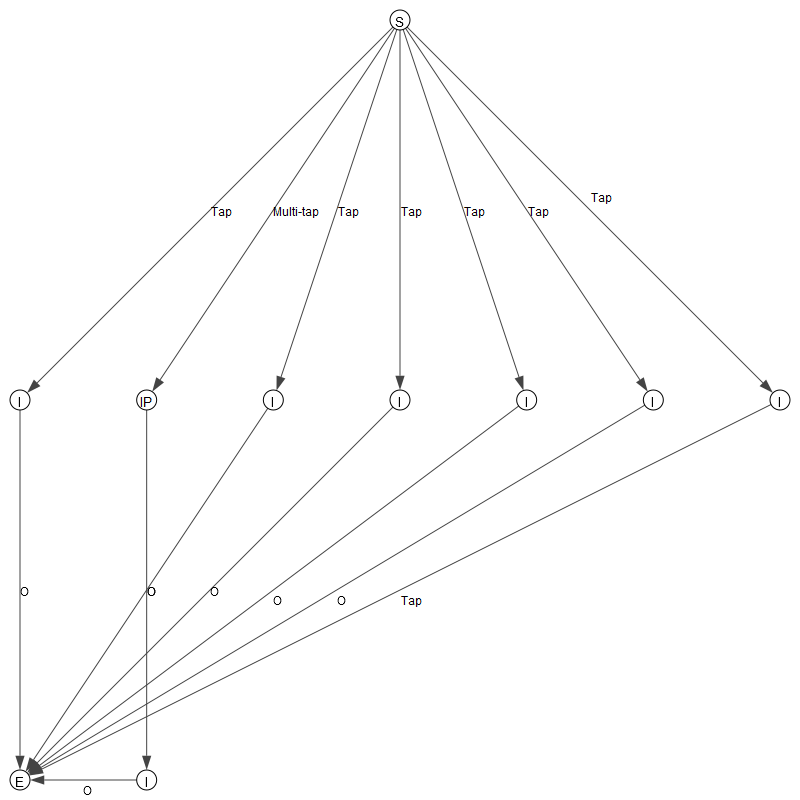 S
Tap
Tap Multi-tap Tap Tap Tap Tap
I IP I I I I I
O O O O
O O Tap
E I
O